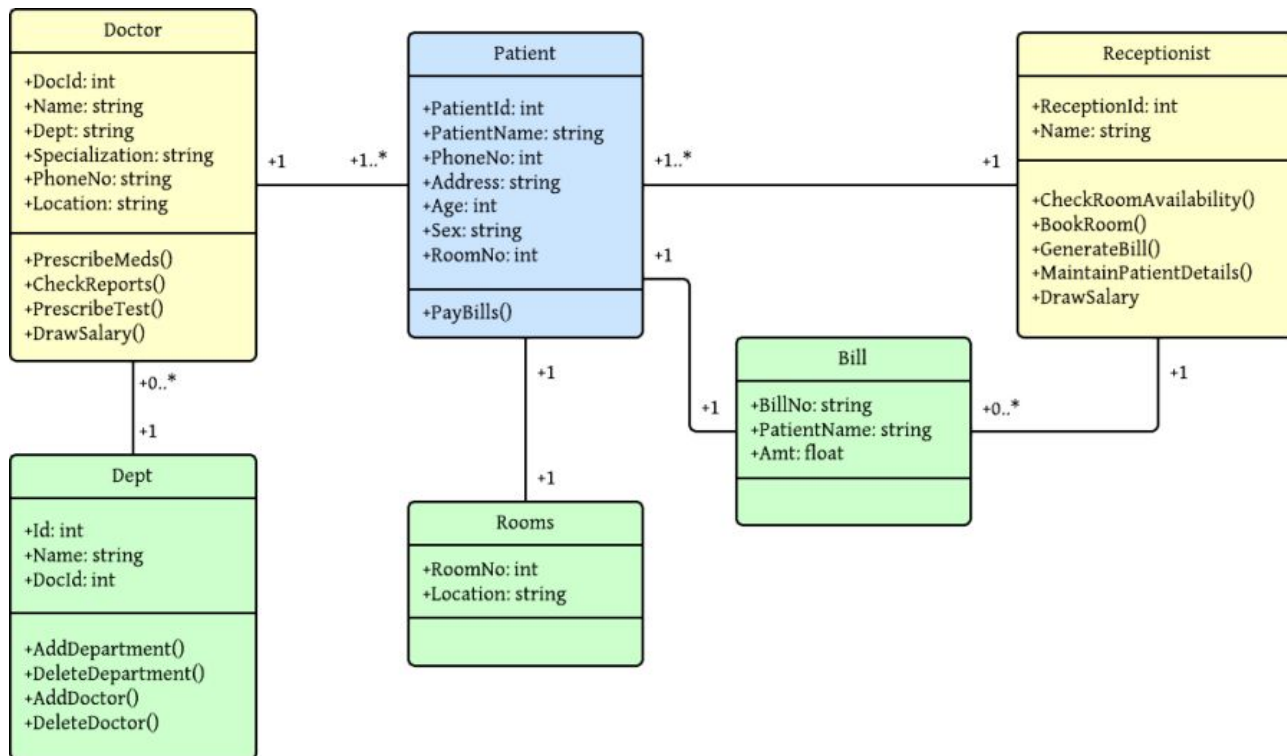 Doctor
+DocId: int
+Name: string
+Dept: string
+Specialization: string
+PhoneNo: string
+Location: string
+PrescribeMeds()
+CheckReports()
+PrescribeTest()
+DrawSalary()
+1
+1..*
Patient
+PatientId: int
+PatientName: string
+PhoneNo: int
+Address: string
+Age: int
+Sex: string
+RoomNo: int
+PayBills()
+1..*
+1
Receptionist
+ReceptionId: int
+Name: string
+CheckRoomAvailability()
+BookRoom()
+GenerateBill()
+MaintainPatientDetails()
+DrawSalary
+1
+1
+0..*
+1
Bill
+BillNo: string
+PatientName: string
+Amt: float
+0..*
+1
Dept
+Id: int
+Name: string
+DocId: int
+AddDepartment()
+DeleteDepartment()
+AddDoctor()
+DeleteDoctor()
+1
+1
Rooms
+RoomNo: int
+Location: string